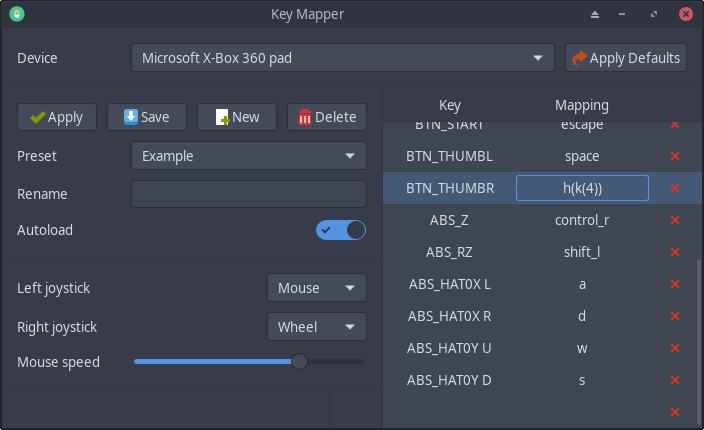 Key Mapper
Device
Microsoft X-Box 360 pad
Apply Defaults
Apply
Save
New
Delete
Preset
Example
Rename
Autoload
Left joystick
Mouse
Right joystick
Wheel
Mouse speed
Key Mapping
BTN_START escape
BTN_THUMBL space
BTN_THUMBR h(k(4))
ABS_Z control_r
ABS_RZ shift_l
ABS_HAT0X L a
ABS_HAT0X R d
ABS_HAT0Y U w
ABS_HAT0Y D s